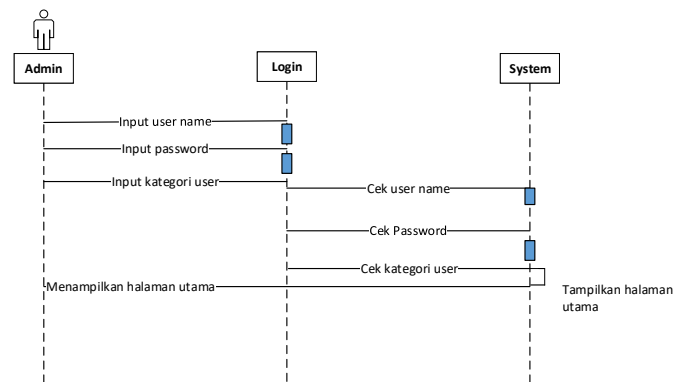 Admin
Login
System
Input user name
Input password
Input kategori user
Cek user name
Cek Password
Cek kategori user
Menampilkan halaman utama
Tampilkan halaman
utama